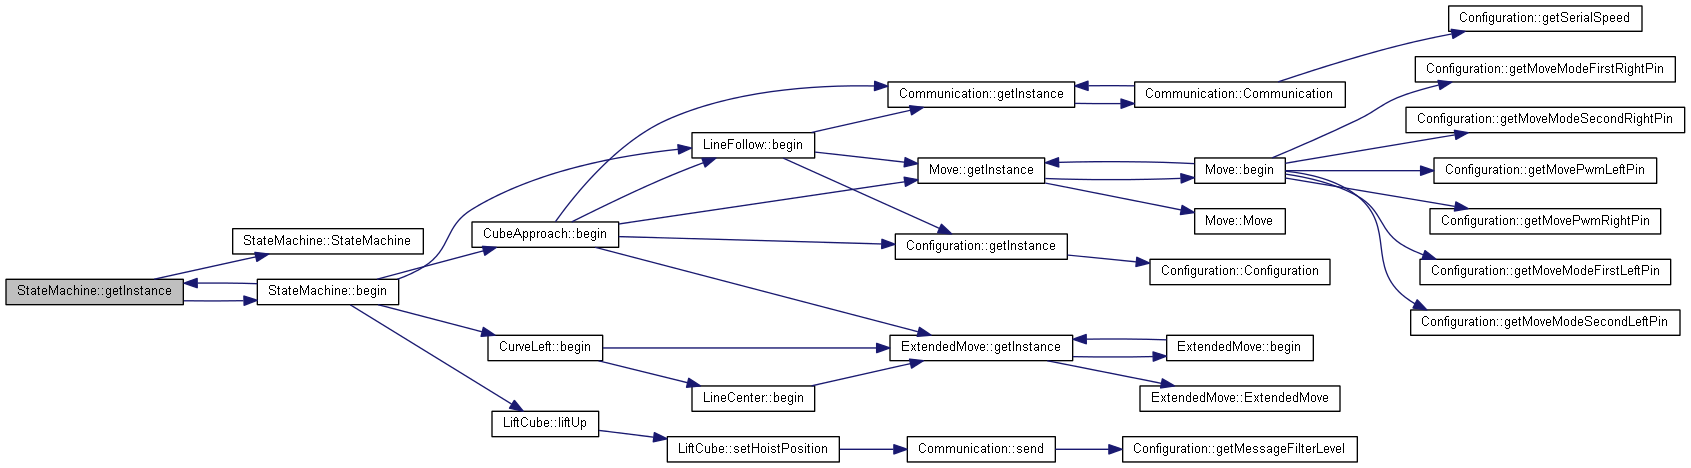 Configuration::getSerialSpeed
Configuration::getMoveModeFirstRightPin
Communication::getInstance
Communication::Communication
Configuration::getMoveModeSecondRightPin
LineFollow::begin
Move::getInstance
Move::begin
Configuration::getMovePwmLeftPin
Move::Move
Configuration::getMovePwmRightPin
CubeApproach::begin
StateMachine::StateMachine
Configuration::getInstance
Configuration::Configuration
Configuration::getMoveModeFirstLeftPin
StateMachine::getInstance
StateMachine::begin
Configuration::getMoveModeSecondLeftPin
CurveLeft::begin
ExtendedMove::getInstance
ExtendedMove::begin
LineCenter::begin
ExtendedMove::ExtendedMove
LiftCube::liftUp
LiftCube::setHoistPosition
Communication::send
Configuration::getMessageFilterLevel